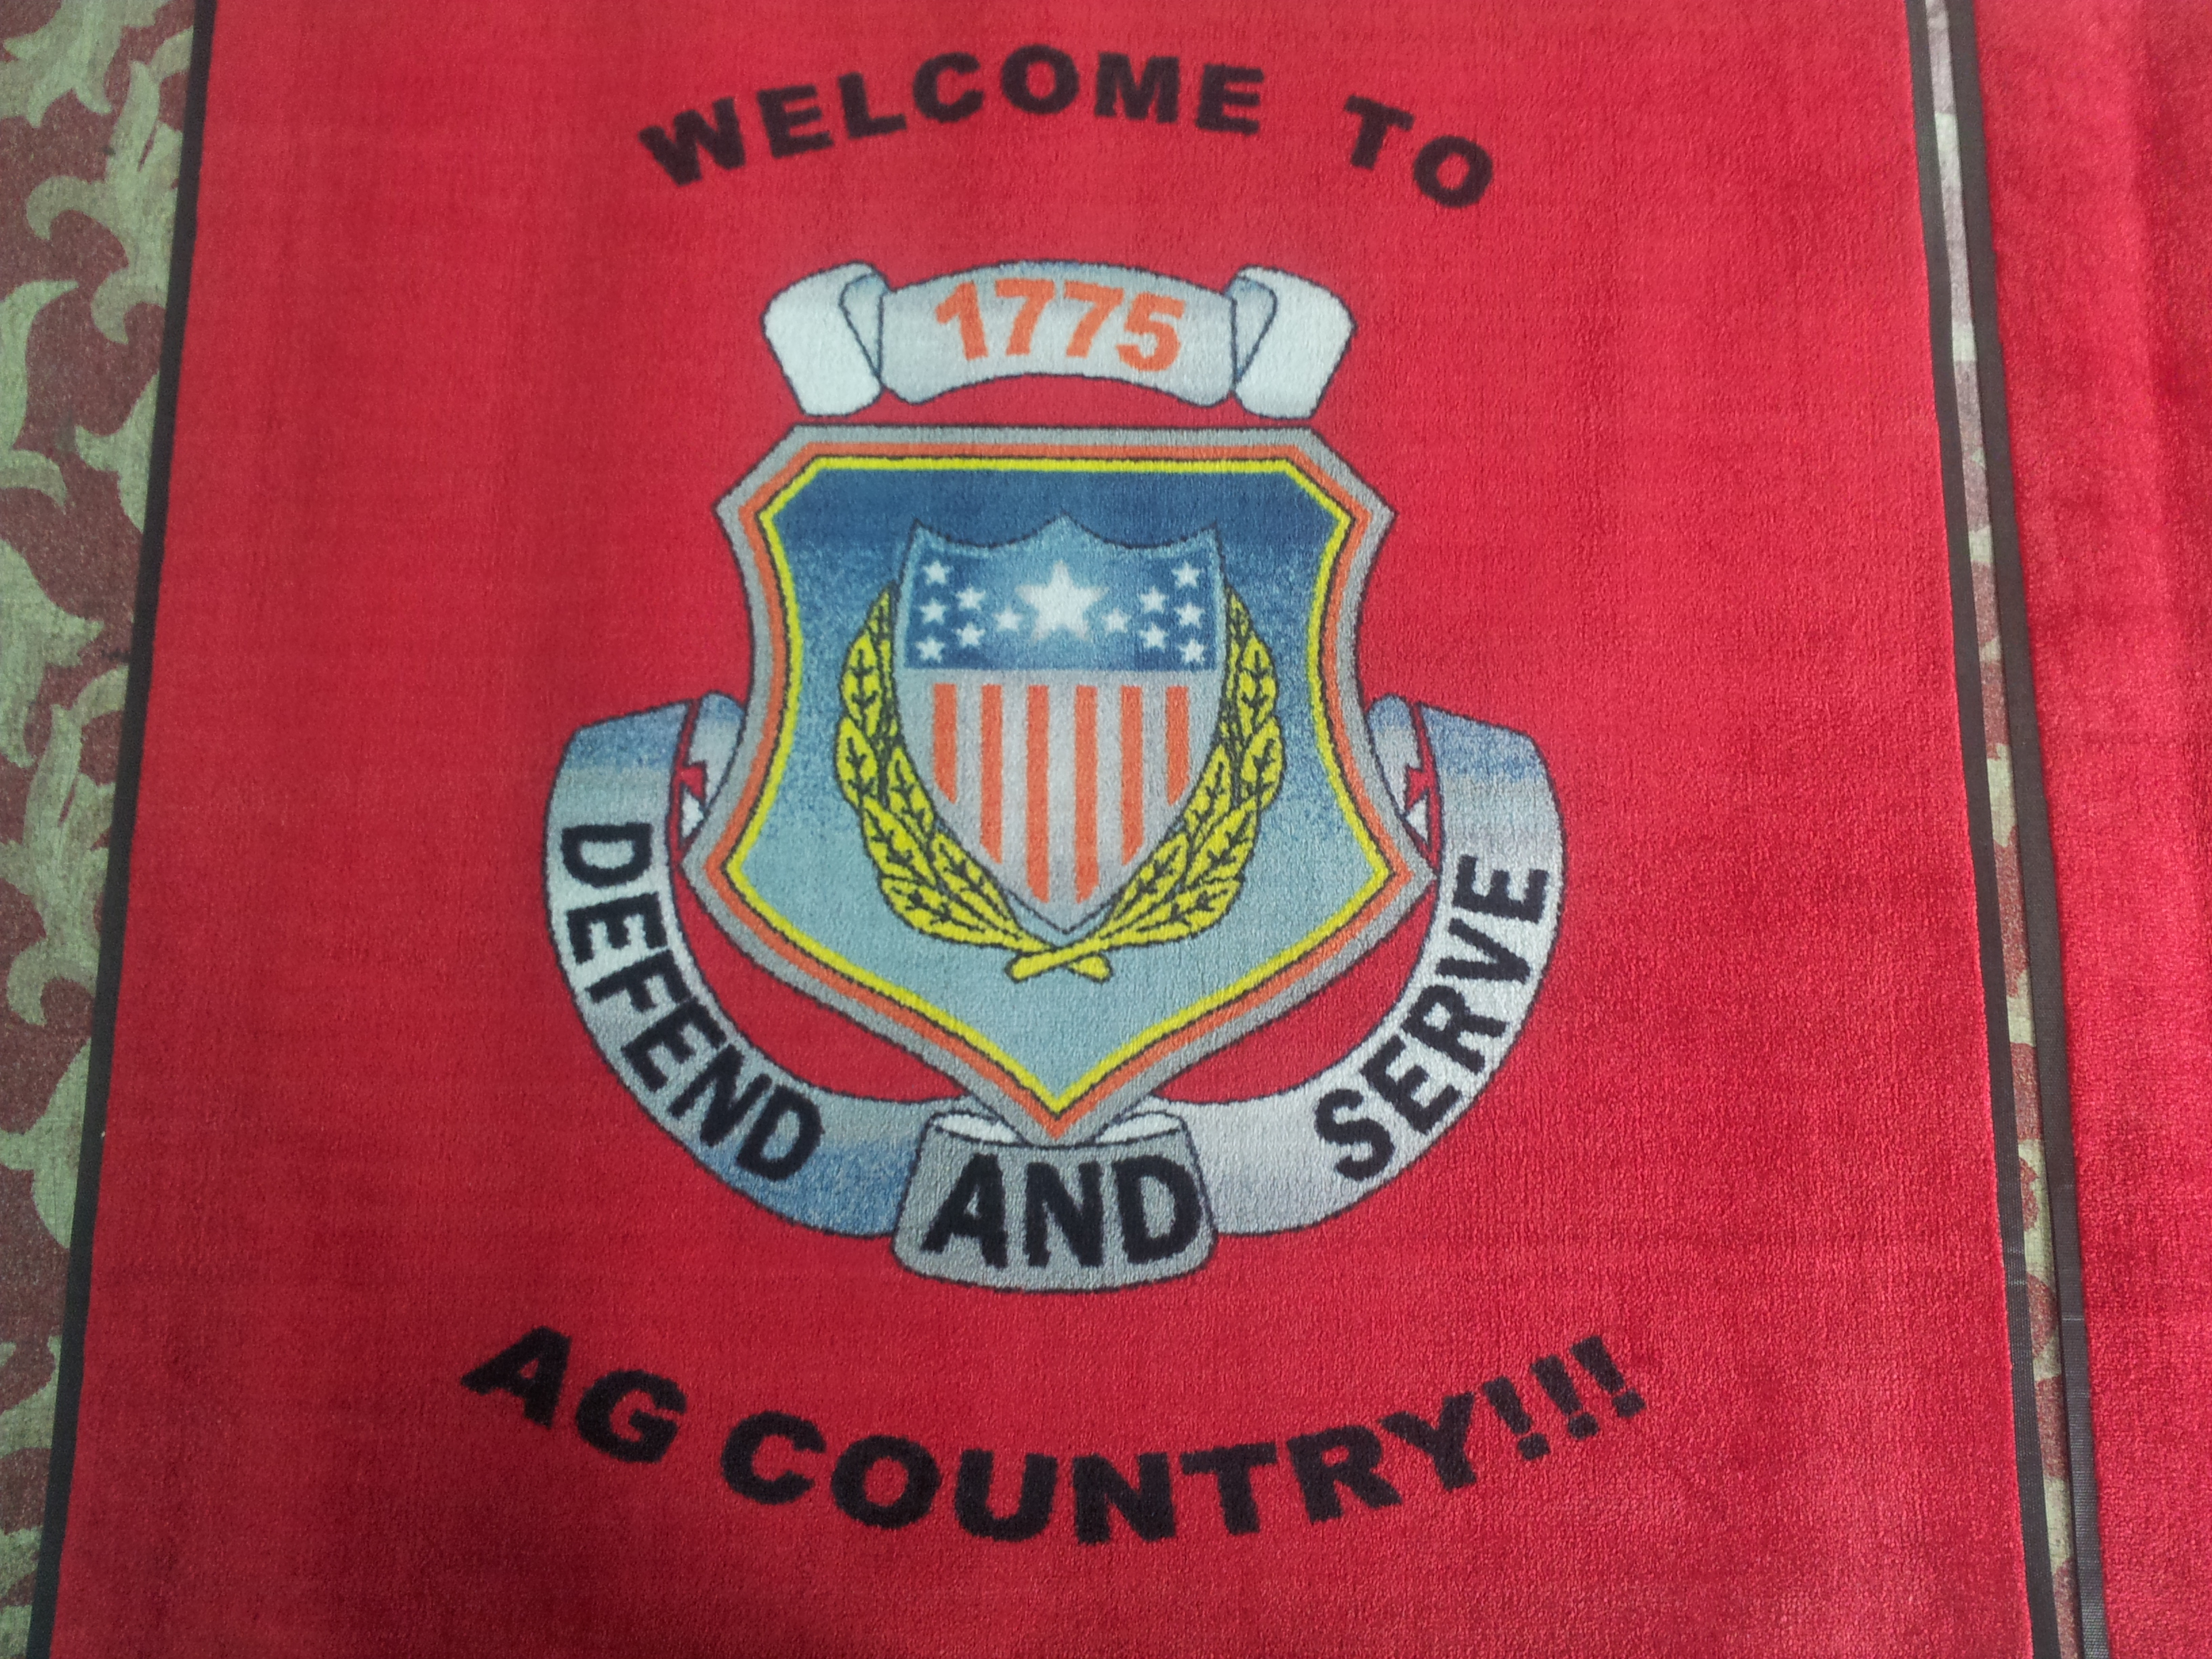 WELCOME TO
1775
DEFEND AND SERVE
AG COUNTRY!!!